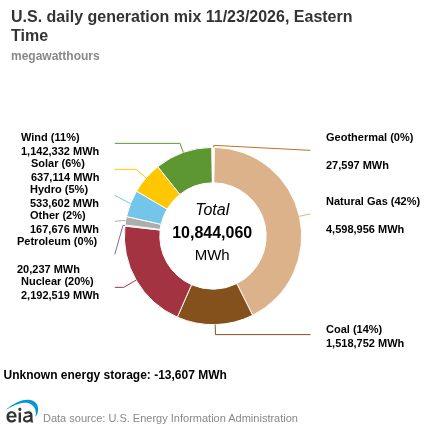 U.S. daily generation mix 11/23/2026, Eastern
Time
megawatthours
Wind (11%)
1,142,332 MWh
Solar (6%)
637,114 MWh
Hydro (5%)
533,602 MWh
Other (2%)
167,676 MWh
Petroleum (0%)
20,237 MWh
Nuclear (20%)
2,192,519 MWh
Total
10,844,060
MWh
Geothermal (0%)
27,597 MWh
Natural Gas (42%)
4,598,956 MWh
Coal (14%)
1,518,752 MWh
Unknown energy storage: -13,607 MWh
eia
Data source: U.S. Energy Information Administration